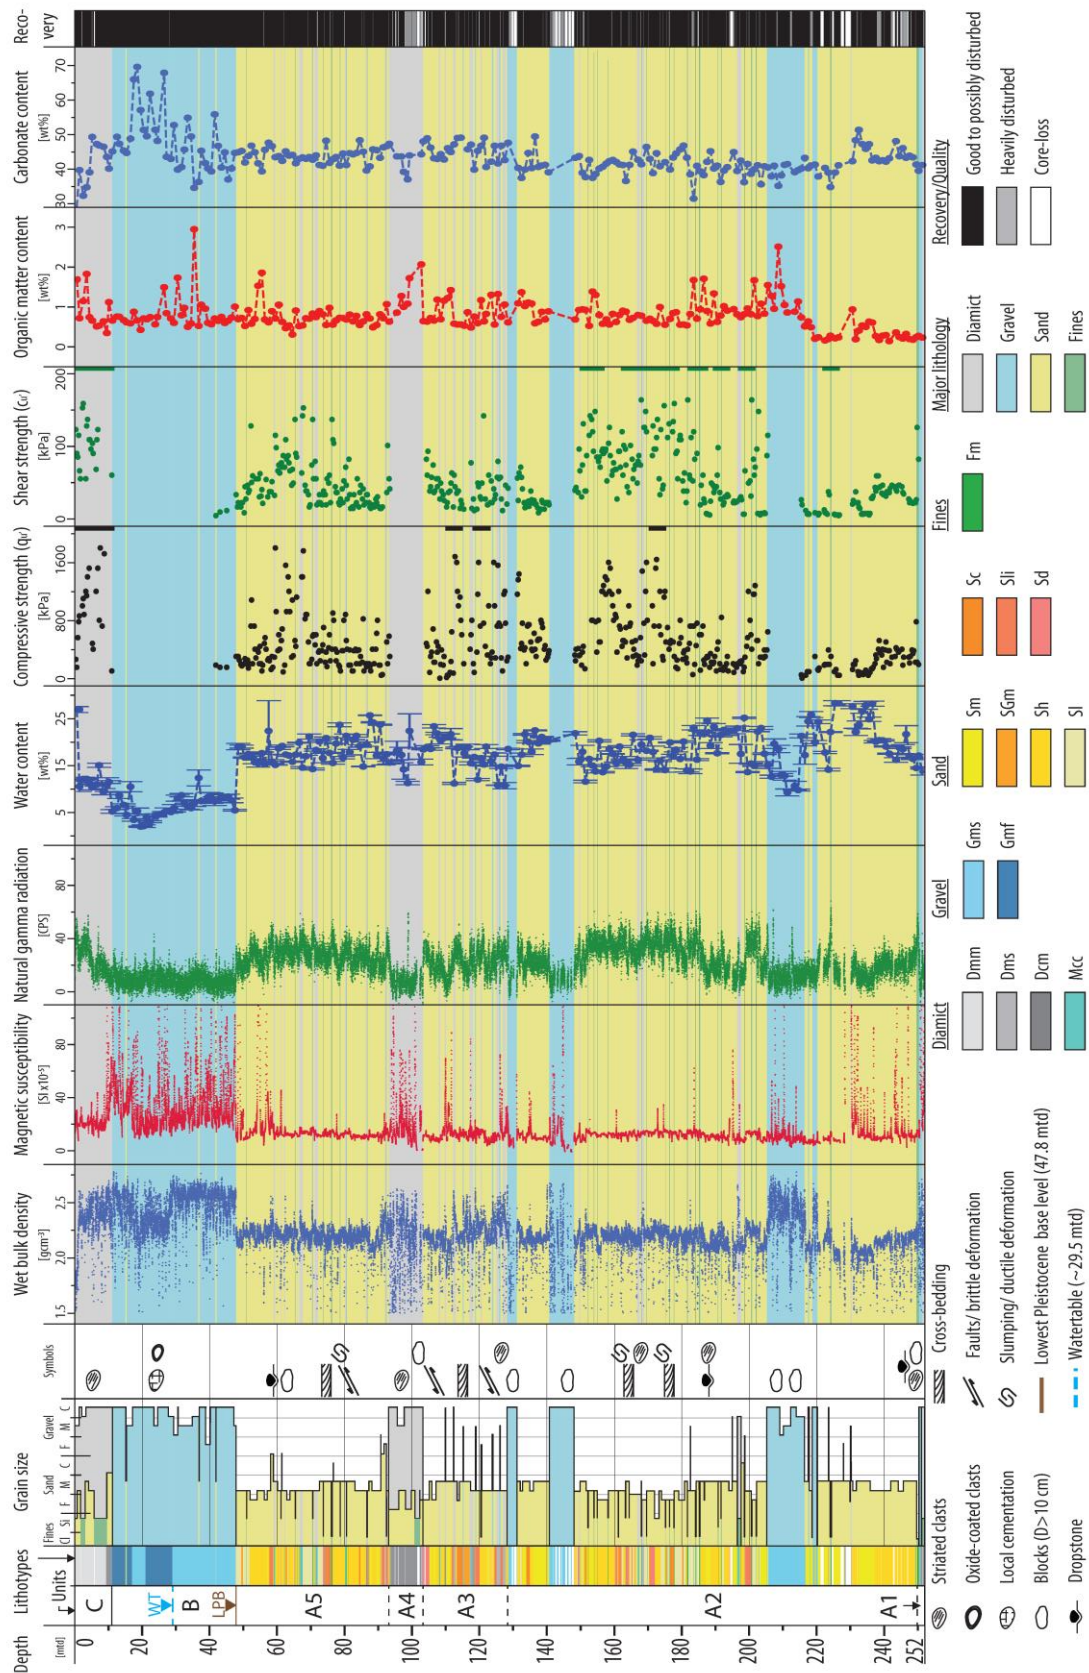 Depth
[mtd]
0
20
40
60
80
100
120
140
160
180
200
220
240
252
Lithotypes
Units
C
WT
B
LPB
A5
A4
A3
A2
A1
Grain size
Fines
Sand
Gravel
Cl Si F M C F M C
Symbols
Wet bulk density
[gcm⁻³]
1.5 2.0 2.5
Magnetic susceptibility
[SI x10⁻⁵]
0 40 80
Natural gamma radiation
[CPS]
0 40 80
Water content
[wt%]
5 15 25
Compressive strength (qu)
[kPa]
0 800 1600
Shear strength (cu)
[kPa]
0 100 200
Organic matter content
[wt%]
0 1 2 3
Carbonate content
[wt%]
30 40 50 60 70
Reco-
very
Striated clasts
Oxide-coated clasts
Local cementation
Blocks (D>10 cm)
Dropstone
Cross-bedding
Faults/ brittle deformation
Slumping/ ductile deformation
Lowest Pleistocene base level (47.8 mtd)
Watertable (~29.5 mtd)
Diamict
Dmm
Dms
Dcm
Mcc
Gravel
Gms
Gmf
Sand
Sm
SGm
Sh
Sl
Sc
Sli
Sd
Fines
Fm
Major lithology
Diamict
Gravel
Sand
Fines
Recovery/Quality
Good to possibly disturbed
Heavily disturbed
Core-loss